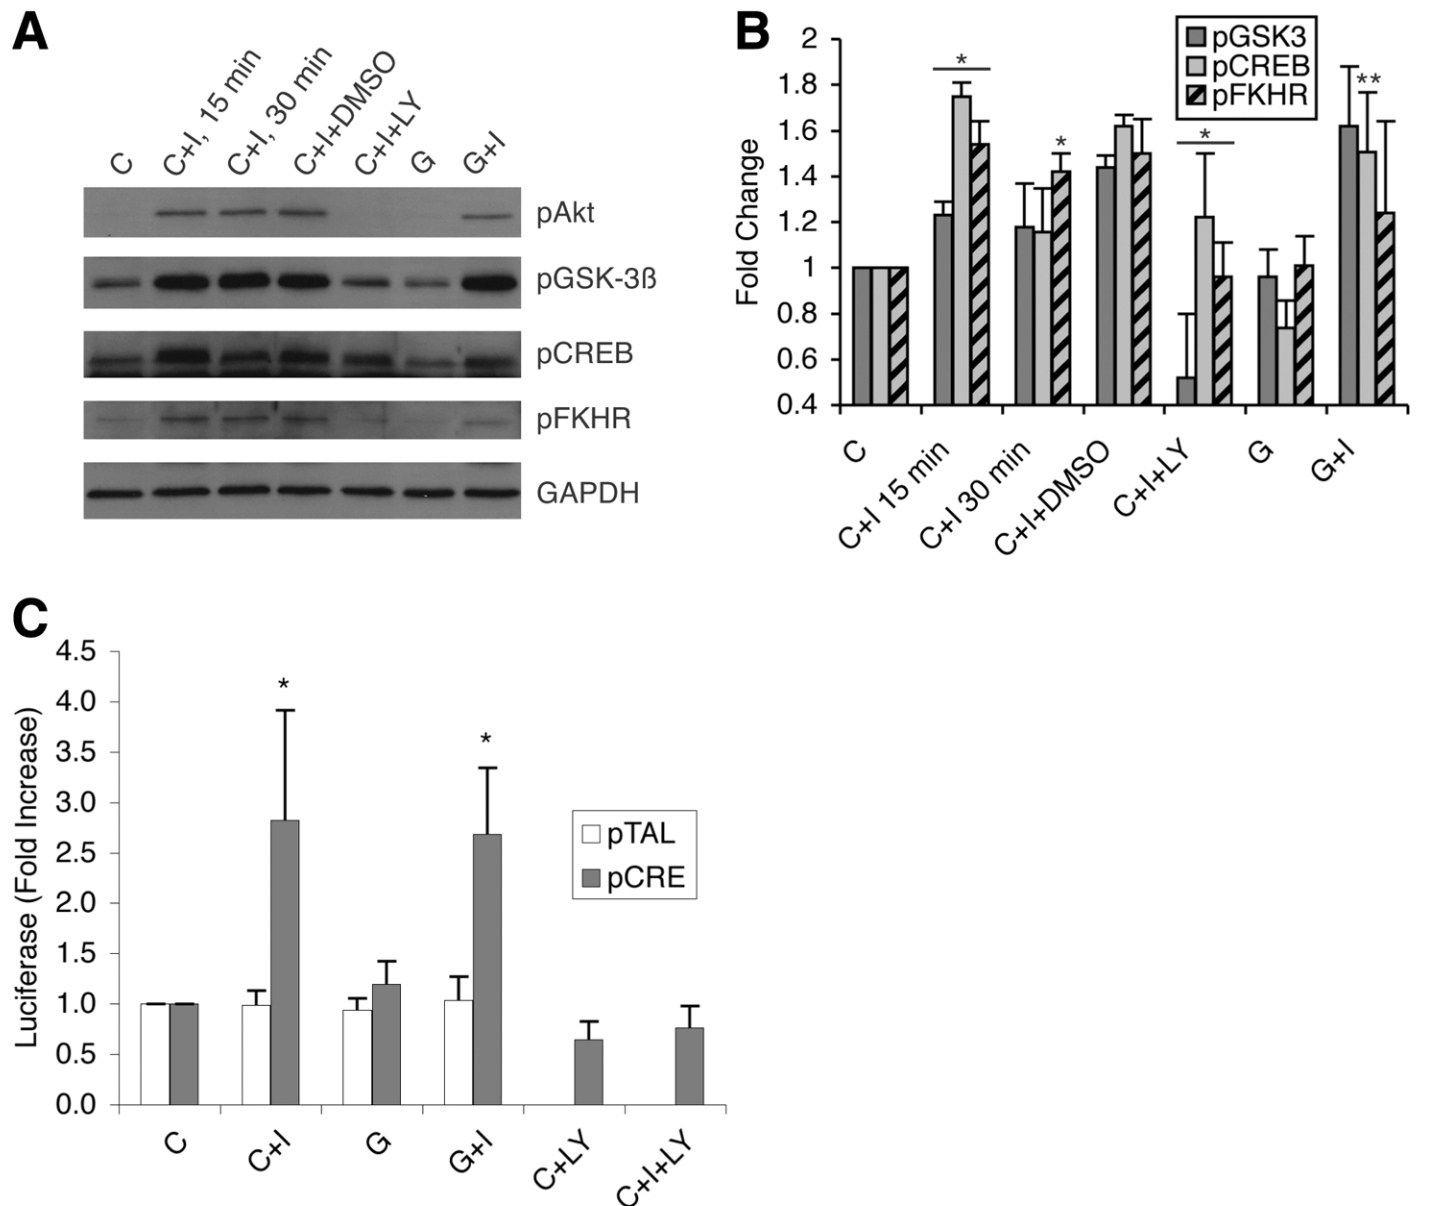 A
C
C+I, 15 min
C+I, 30 min
C+I+DMSO
C+I+LY
G
G+I
pAkt
pGSK-3ß
pCREB
pFKHR
GAPDH
B
pGSK3
pCREB
pFKHR
Fold Change
2
1.8
1.6
1.4
1.2
1
0.8
0.6
0.4
*
*
*
**
C
C+I 15 min
C+I 30 min
C+I+DMSO
C+I+LY
G
G+I
C
Luciferase (Fold Increase)
4.5
4.0
3.5
3.0
2.5
2.0
1.5
1.0
0.5
0.0
*
*
pTAL
pCRE
C
C+I
G
G+I
C+LY
C+I+LY